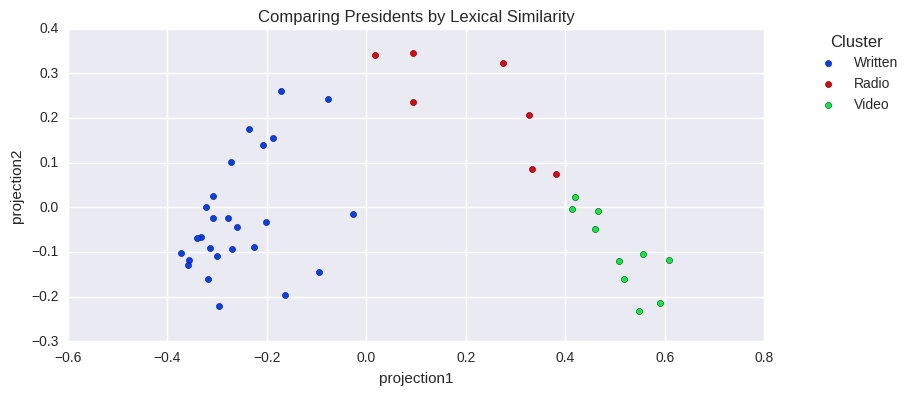 Comparing Presidents by Lexical Similarity
Cluster
Written
Radio
Video
projection2
0.4
0.3
0.2
0.1
0.0
−0.1
−0.2
−0.3
−0.6
−0.4
−0.2
0.0
0.2
0.4
0.6
0.8
projection1